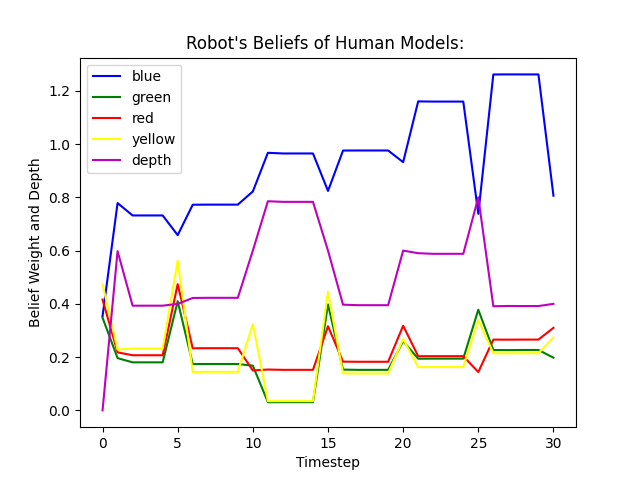 Robot's Beliefs of Human Models:
blue
green
red
yellow
depth
Belief Weight and Depth
1.2
1.0
0.8
0.6
0.4
0.2
0.0
0 5 10 15 20 25 30
Timestep